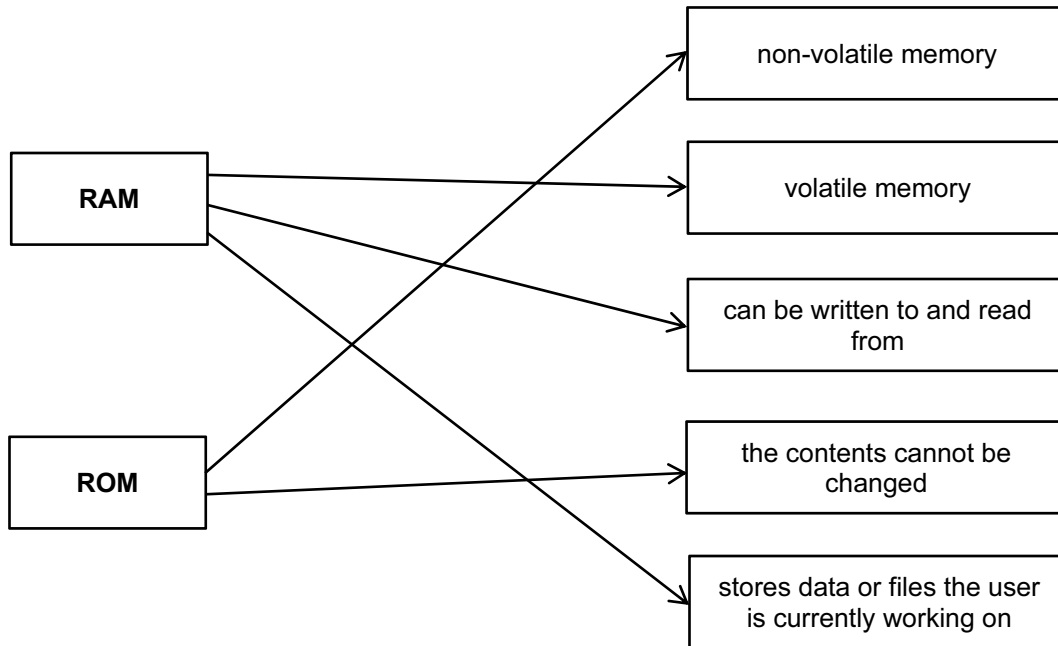 non-volatile memory
RAM
volatile memory
can be written to and read
from
ROM
the contents cannot be
changed
stores data or files the user
is currently working on